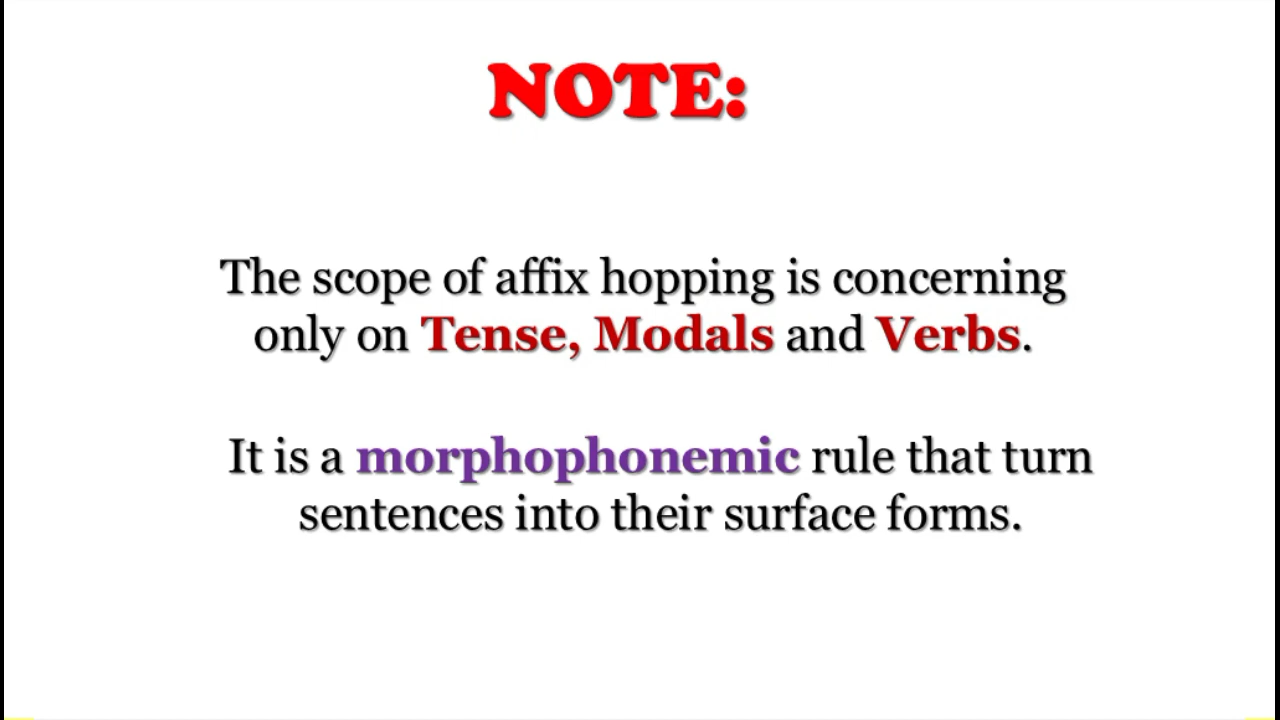 NOTE:
The scope of affix hopping is concerning
only on Tense, Modals and Verbs.
It is a morphophonemic rule that turn
sentences into their surface forms.